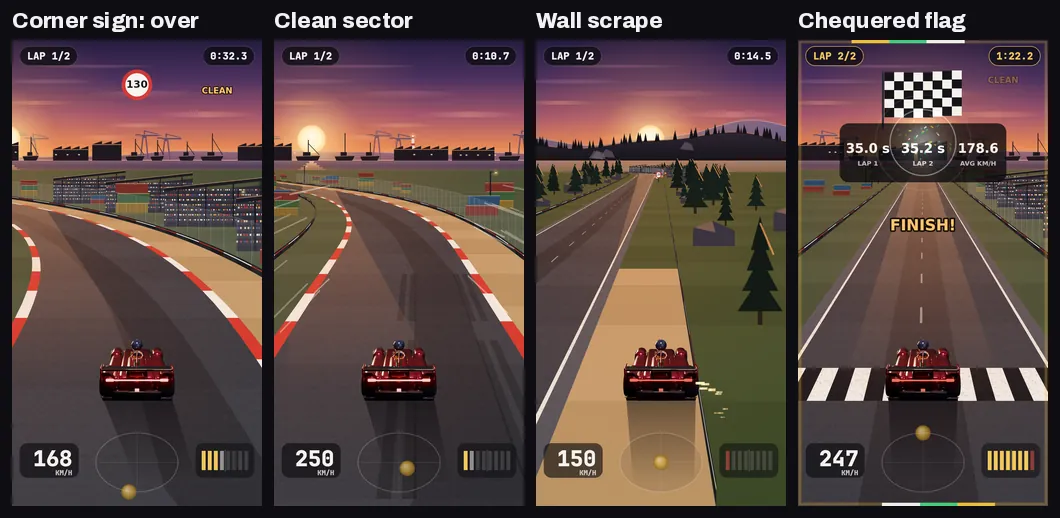 Corner sign: over
LAP 1/2
0:32.3
130
CLEAN
168
KM/H
Clean sector
LAP 1/2
0:10.7
250
KM/H
Wall scrape
LAP 1/2
0:14.5
150
KM/H
Chequered flag
LAP 2/2
1:22.2
CLEAN
35.0 s 35.2 s 178.6
LAP 1 LAP 2 AVG KM/H
FINISH!
247
KM/H